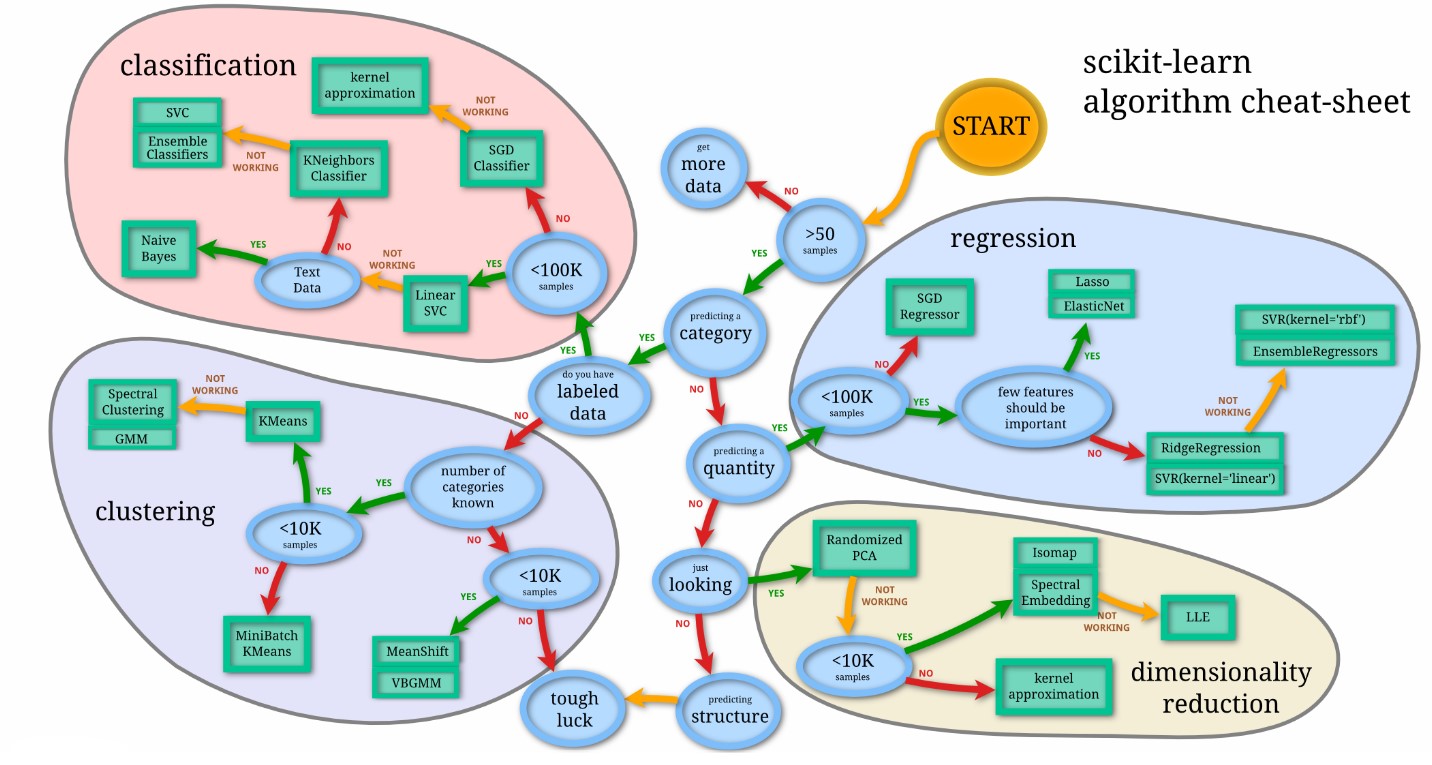 scikit-learn
algorithm cheat-sheet
START
get
more
data
NO
>50
samples
YES
predicting a
category
YES
NO
do you have
labeled
data
YES
NO
predicting a
quantity
YES
NO
just
looking
YES
NO
predicting
structure
tough
luck
classification
kernel
approximation
NOT
WORKING
SGD
Classifier
NO
<100K
samples
YES
Linear
SVC
NOT
WORKING
Text
Data
YES
Naive
Bayes
NO
KNeighbors
Classifier
NOT
WORKING
SVC
Ensemble
Classifiers
regression
<100K
samples
NO
SGD
Regressor
YES
few features
should be
important
YES
Lasso
ElasticNet
NO
RidgeRegression
SVR(kernel='linear')
NOT
WORKING
SVR(kernel='rbf')
EnsembleRegressors
clustering
number of
categories
known
YES
<10K
samples
YES
KMeans
NOT
WORKING
Spectral
Clustering
GMM
NO
MiniBatch
KMeans
NO
<10K
samples
YES
MeanShift
VBGMM
NO
dimensionality
reduction
Randomized
PCA
NOT
WORKING
<10K
samples
YES
Isomap
Spectral
Embedding
NOT
WORKING
LLE
NO
kernel
approximation